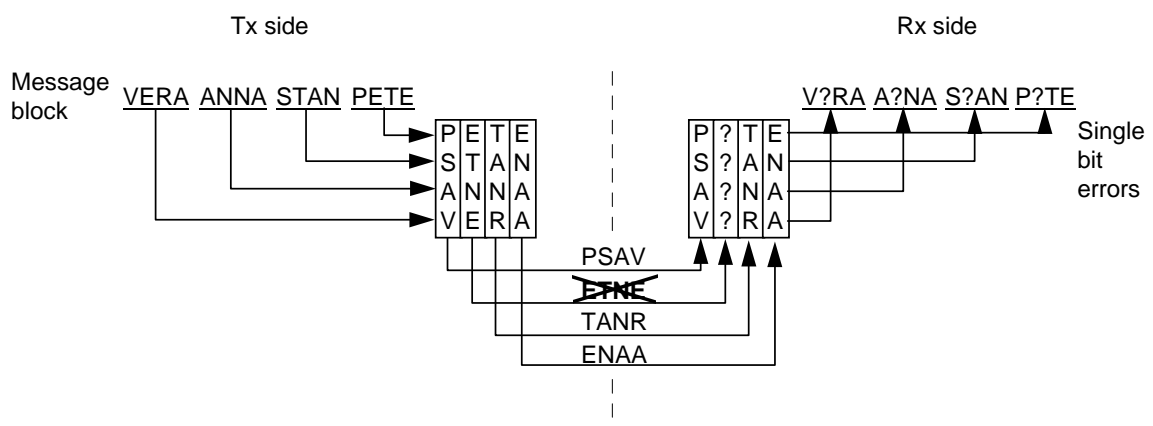 Tx side
Rx side
Message
block
VERA ANNA STAN PETE
V?RA A?NA S?AN P?TE
Single
bit
errors
P E T E
S T A N
A N N A
V E R A
P ? T E
S ? A N
A ? N A
V ? R A
PSAV
ETNE
TANR
ENAA